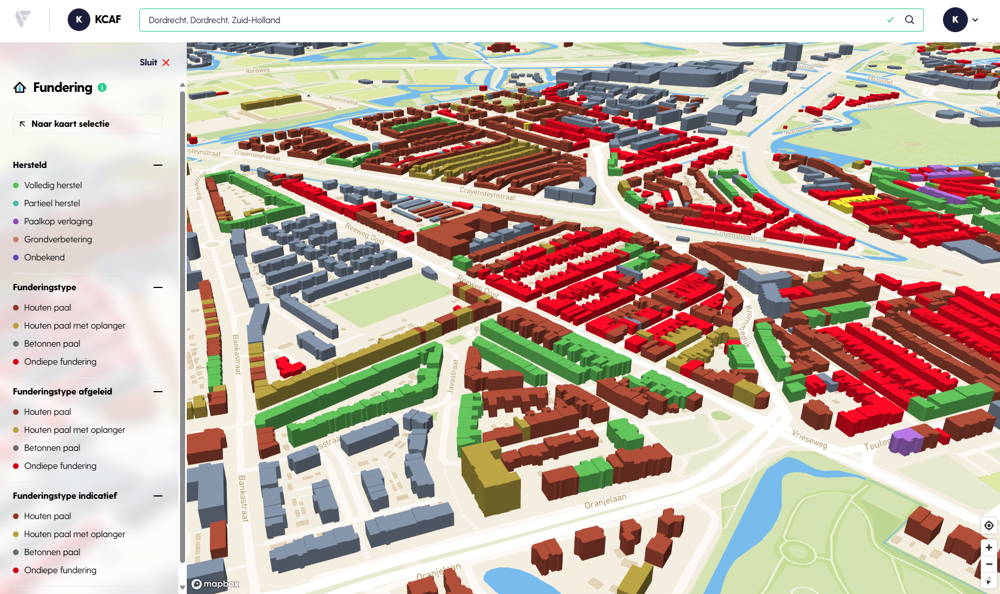 K
KCAF
Dordrecht, Dordrecht, Zuid-Holland
K
Sluit
Fundering
Naar kaart selectie
Hersteld
Volledig herstel
Partieel herstel
Paalkop verlaging
Grondverbetering
Onbekend
Funderingstype
Houten paal
Houten paal met oplanger
Betonnen paal
Ondiepe fundering
Funderingstype afgeleid
Houten paal
Houten paal met oplanger
Betonnen paal
Ondiepe fundering
Funderingstype indicatief
Houten paal
Houten paal met oplanger
Betonnen paal
Ondiepe fundering
Rondweg
Krommedijk
tunnel
VN tunnel
Nieuweweg
Nieuweweg
Crayensteynstraat
Crayensteynstraat
Crayensteynstraat
Reeweg Oost
Reeweg Oost
Krommedijk
Bankastraat
Bankastraat
Javastraat
Vrieseweg
Oranjelaan
Oranjelaan
mapbox